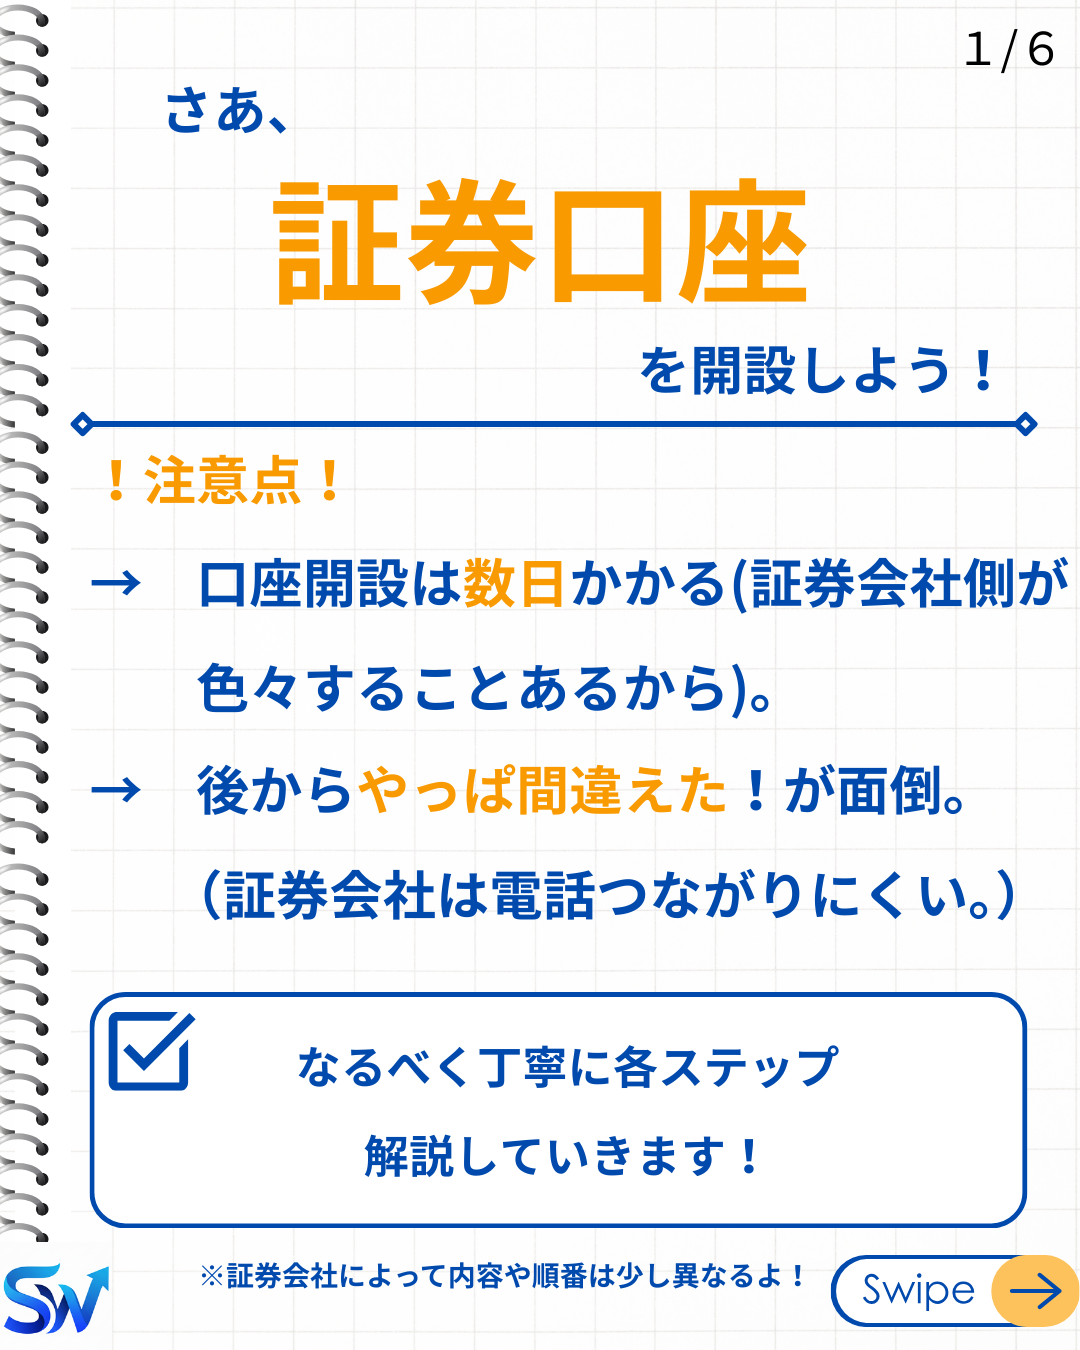 1/6
さあ、
証券口座
を開設しよう！
！注意点！
→ 口座開設は数日かかる(証券会社側が
色々することあるから)。
→ 後からやっぱ間違えた！が面倒。
（証券会社は電話つながりにくい。）
なるべく丁寧に各ステップ
解説していきます！
※証券会社によって内容や順番は少し異なるよ！
SW
Swipe →